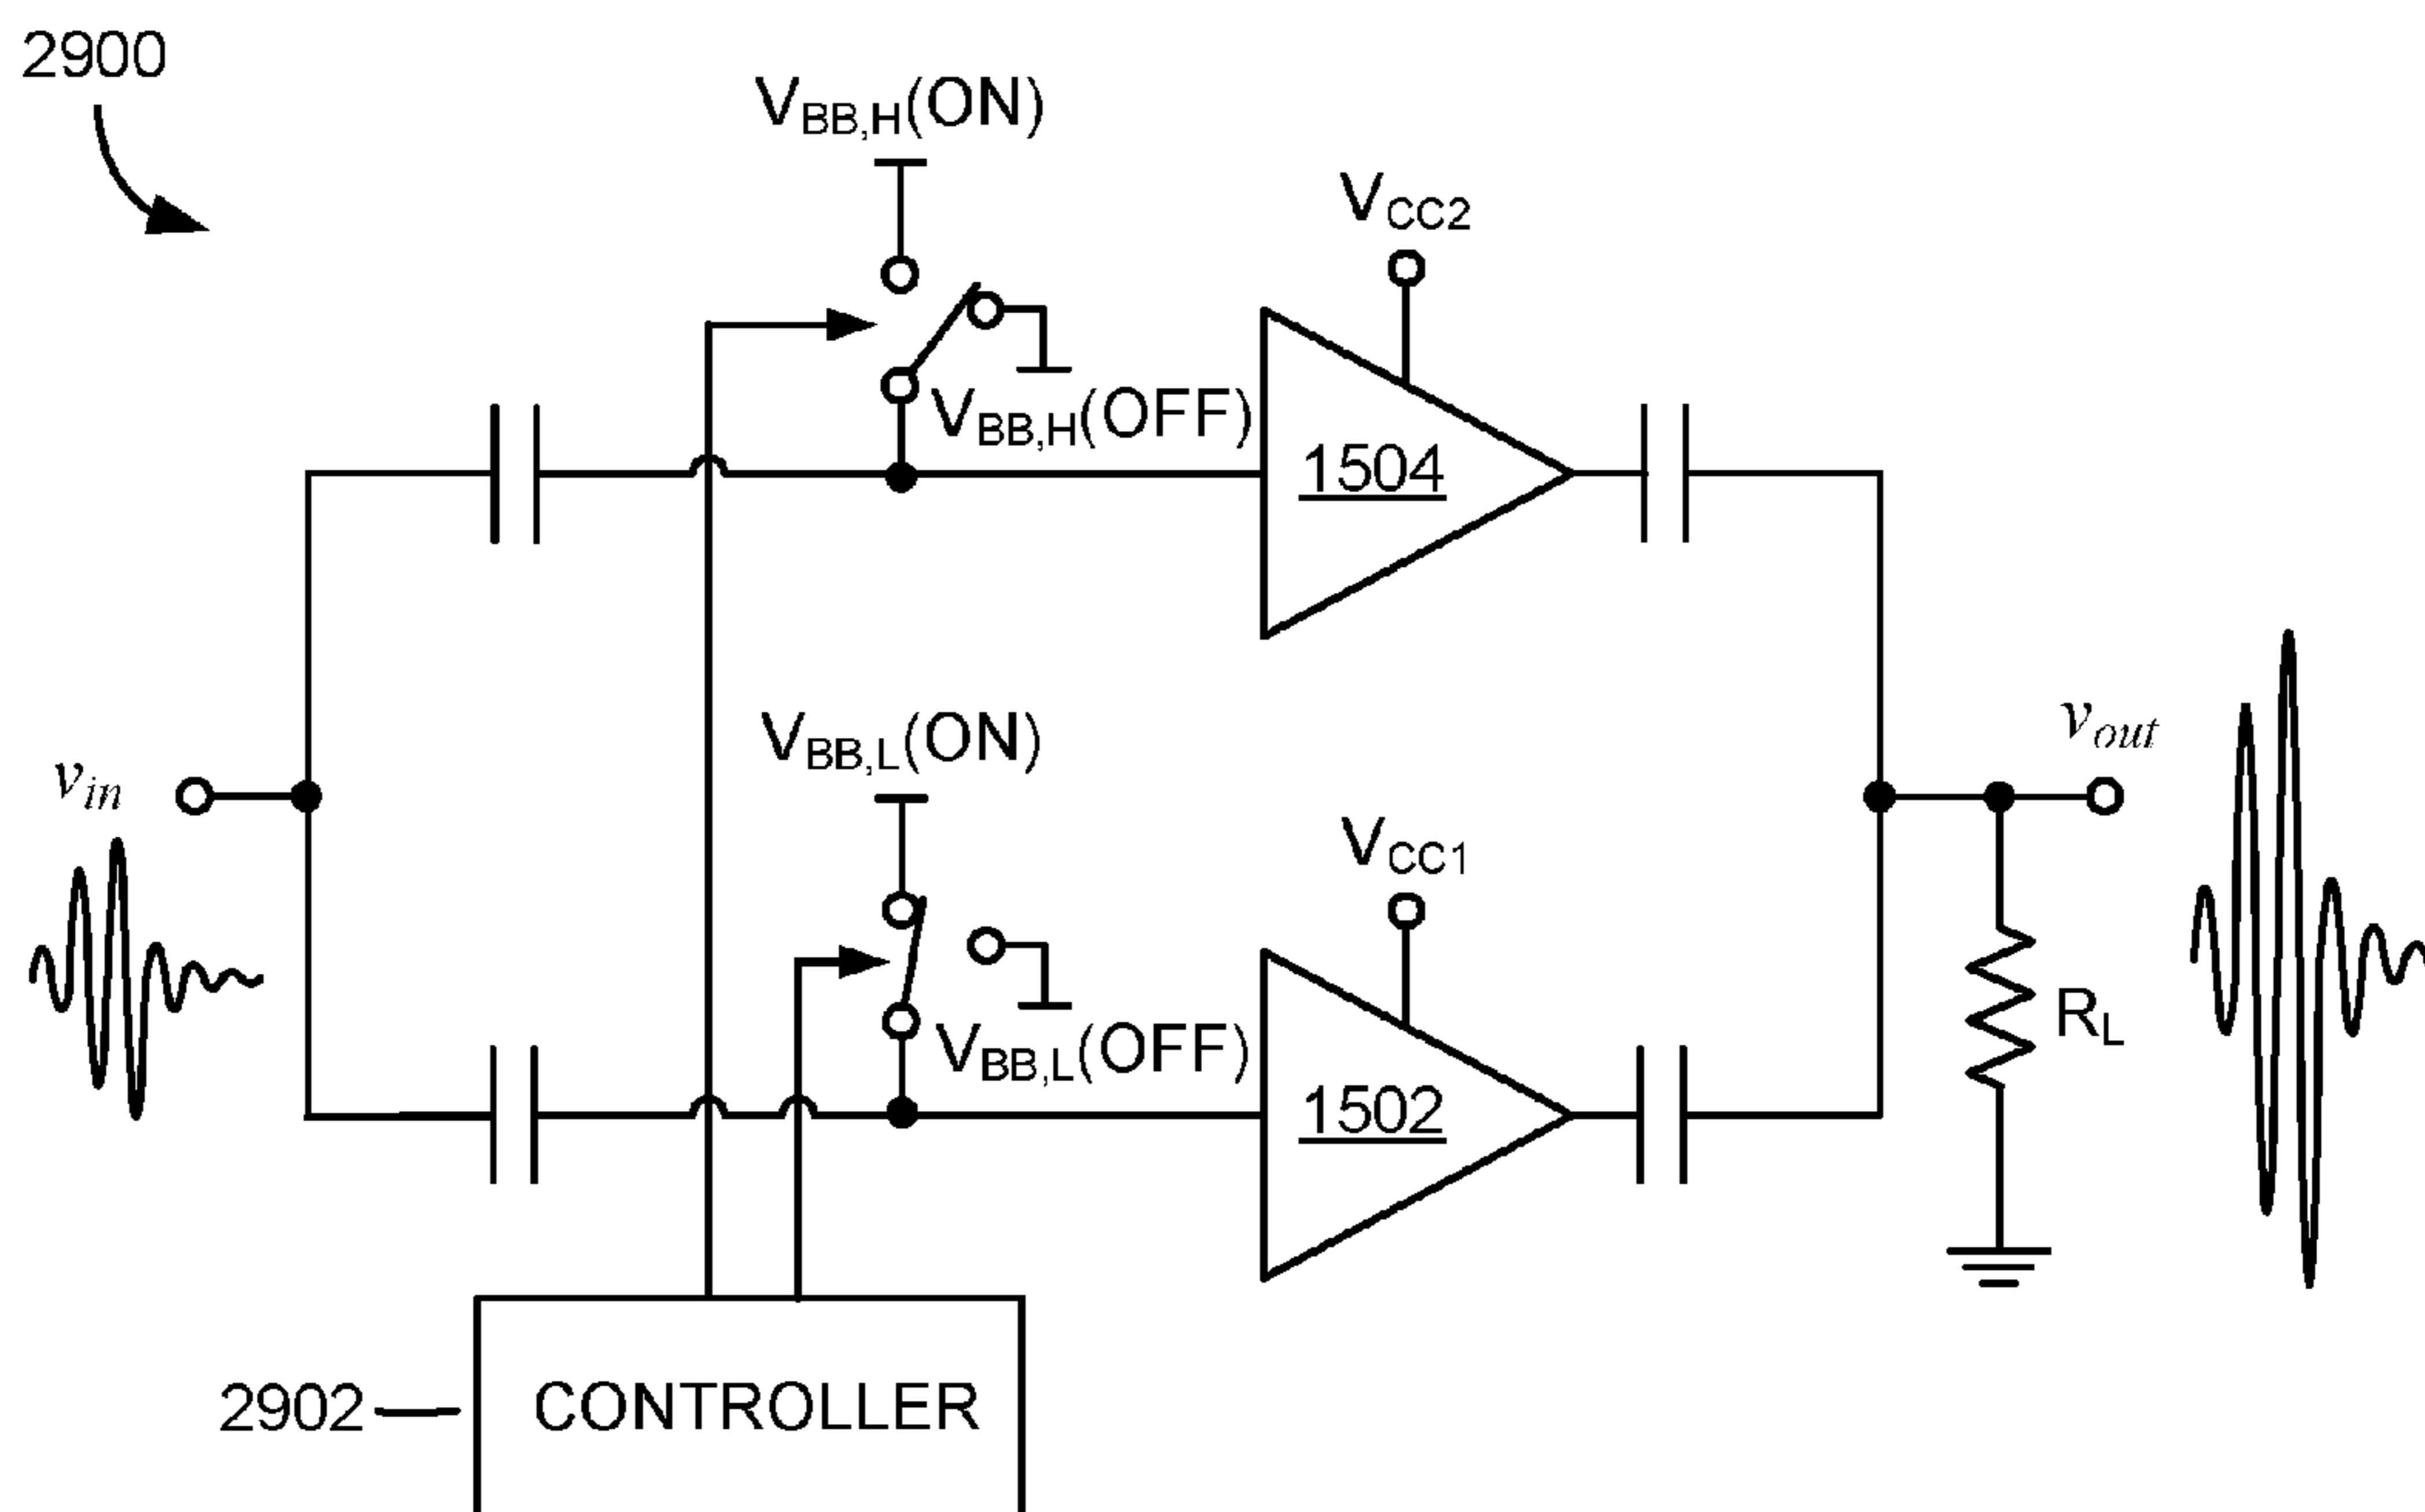 2900
VBB,H(ON)
VCC2
VBB,H(OFF)
1504
VBB,L(ON)
vin
vout
VCC1
RL
VBB,L(OFF)
1502
2902
CONTROLLER